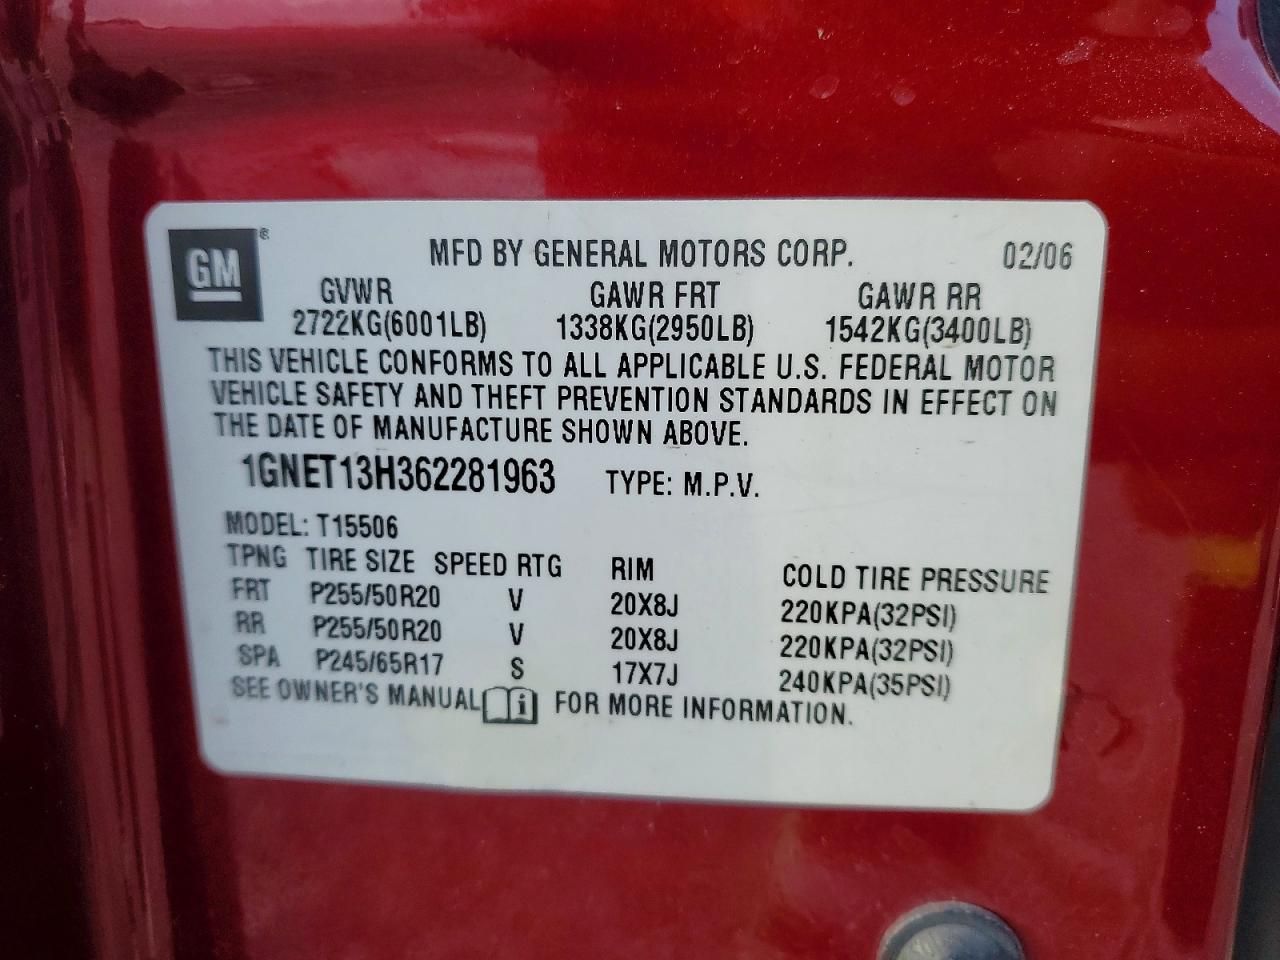 GM®
MFD BY GENERAL MOTORS CORP. 02/06
GVWR GAWR FRT GAWR RR
2722KG(6001LB) 1338KG(2950LB) 1542KG(3400LB)
THIS VEHICLE CONFORMS TO ALL APPLICABLE U.S. FEDERAL MOTOR
VEHICLE SAFETY AND THEFT PREVENTION STANDARDS IN EFFECT ON
THE DATE OF MANUFACTURE SHOWN ABOVE.
1GNET13H362281963 TYPE: M.P.V.
MODEL: T15506
TPNG TIRE SIZE SPEED RTG RIM COLD TIRE PRESSURE
FRT P255/50R20 V 20X8J 220KPA(32PSI)
RR P255/50R20 V 20X8J 220KPA(32PSI)
SPA P245/65R17 S 17X7J 240KPA(35PSI)
SEE OWNER'S MANUAL i FOR MORE INFORMATION.